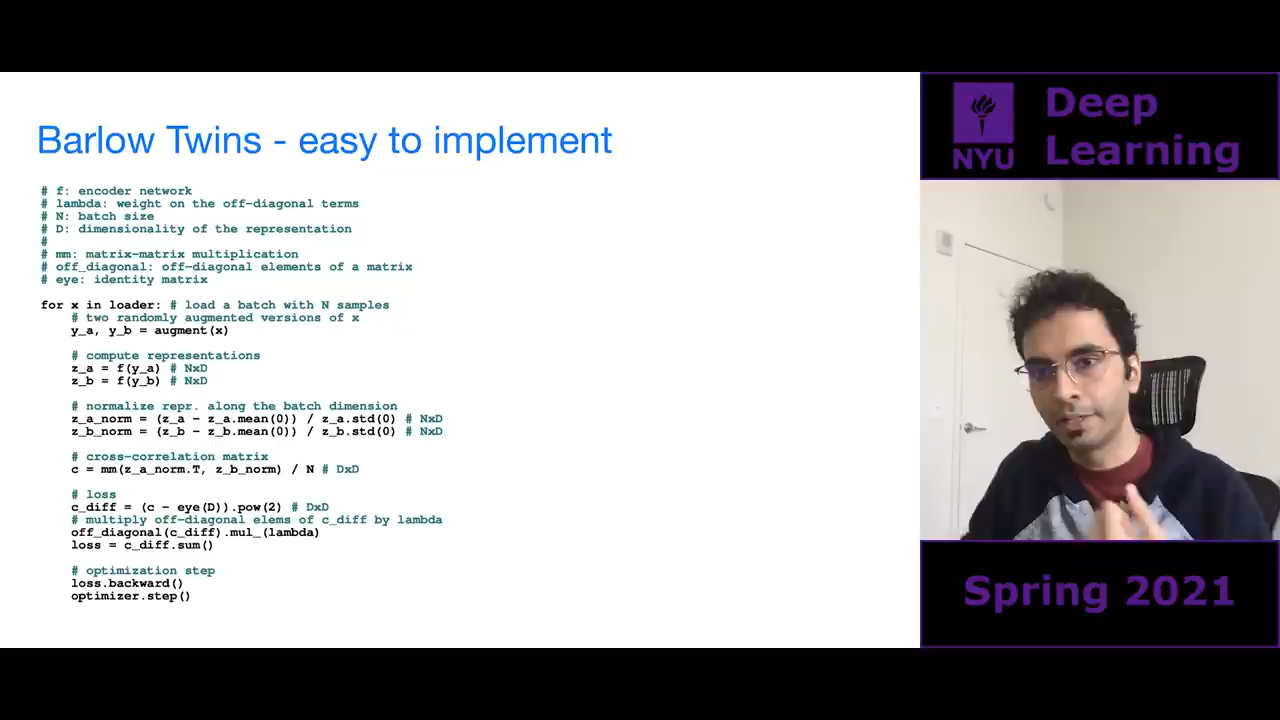 Barlow Twins - easy to implement
# f: encoder network
# lambda: weight on the off-diagonal terms
# N: batch size
# D: dimensionality of the representation
#
# mm: matrix-matrix multiplication
# off_diagonal: off-diagonal elements of a matrix
# eye: identity matrix
for x in loader: # load a batch with N samples
# two randomly augmented versions of x
y_a, y_b = augment(x)
# compute representations
z_a = f(y_a) # NxD
z_b = f(y_b) # NxD
# normalize repr. along the batch dimension
z_a_norm = (z_a - z_a.mean(0)) / z_a.std(0) # NxD
z_b_norm = (z_b - z_b.mean(0)) / z_b.std(0) # NxD
# cross-correlation matrix
c = mm(z_a_norm.T, z_b_norm) / N # DxD
# loss
c_diff = (c - eye(D)).pow(2) # DxD
# multiply off-diagonal elems of c_diff by lambda
off_diagonal(c_diff).mul_(lambda)
loss = c_diff.sum()
# optimization step
loss.backward()
optimizer.step()
NYU
Deep
Learning
Spring 2021